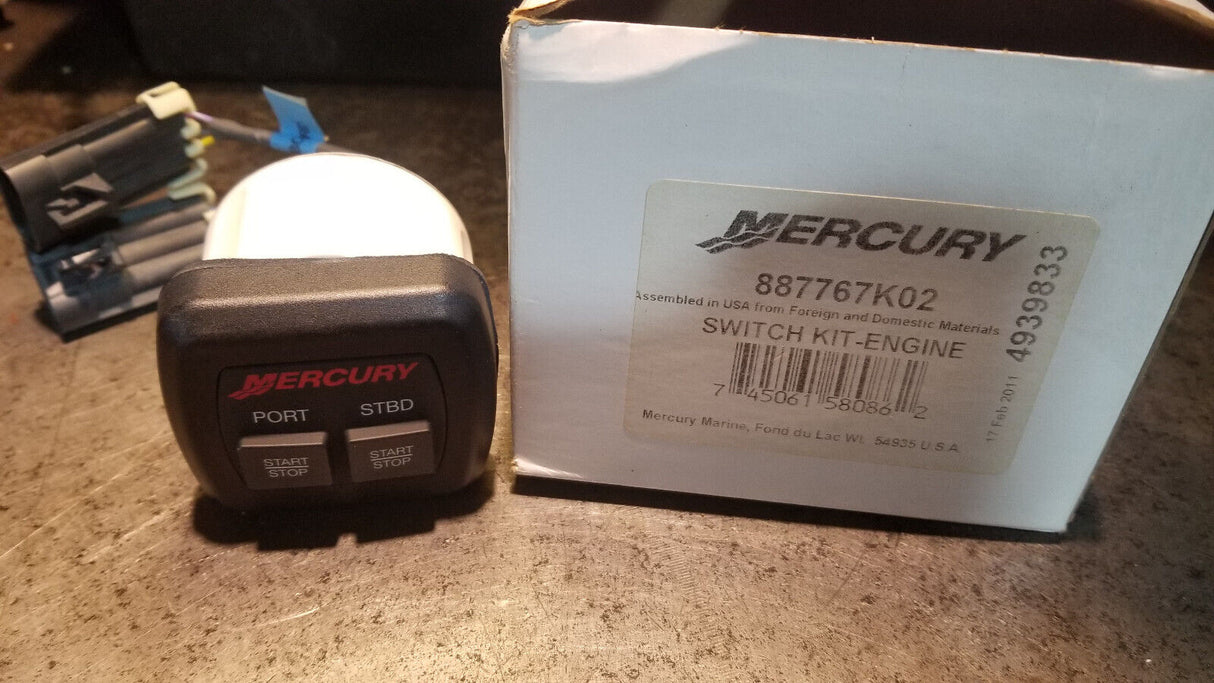 MERCURY
PORT STBD
START
STOP
START
STOP
MERCURY
887767K02
Assembled in USA from Foreign and Domestic Materials
SWITCH KIT-ENGINE
7 45061 58086 2
Mercury Marine, Fond du Lac WI, 54935 U.S.A.
17 Feb 2011 4939833